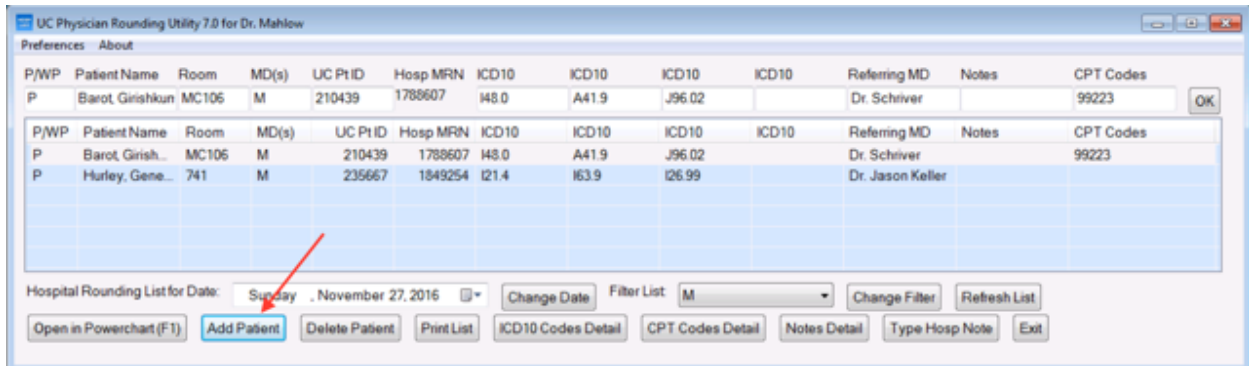 UC Physician Rounding Utility 7.0 for Dr. Mahlow
Preferences About
P/WP Patient Name Room MD(s) UC Pt ID Hosp MRN ICD10 ICD10 ICD10 ICD10 Referring MD Notes CPT Codes
P Barot, Girishkun MC106 M 210439 1788607 I48.0 A41.9 J96.02 Dr. Schriver 99223 OK
P/WP Patient Name Room MD(s) UC Pt ID Hosp MRN ICD10 ICD10 ICD10 ICD10 Referring MD Notes CPT Codes
P Barot, Girish... MC106 M 210439 1788607 I48.0 A41.9 J96.02 Dr. Schriver 99223
P Hurley, Gene... 741 M 235667 1849254 I21.4 I63.9 I26.99 Dr. Jason Keller
Hospital Rounding List for Date: Sunday , November 27, 2016 Change Date Filter List: M Change Filter Refresh List
Open in Powerchart (F1) Add Patient Delete Patient Print List ICD10 Codes Detail CPT Codes Detail Notes Detail Type Hosp Note Exit